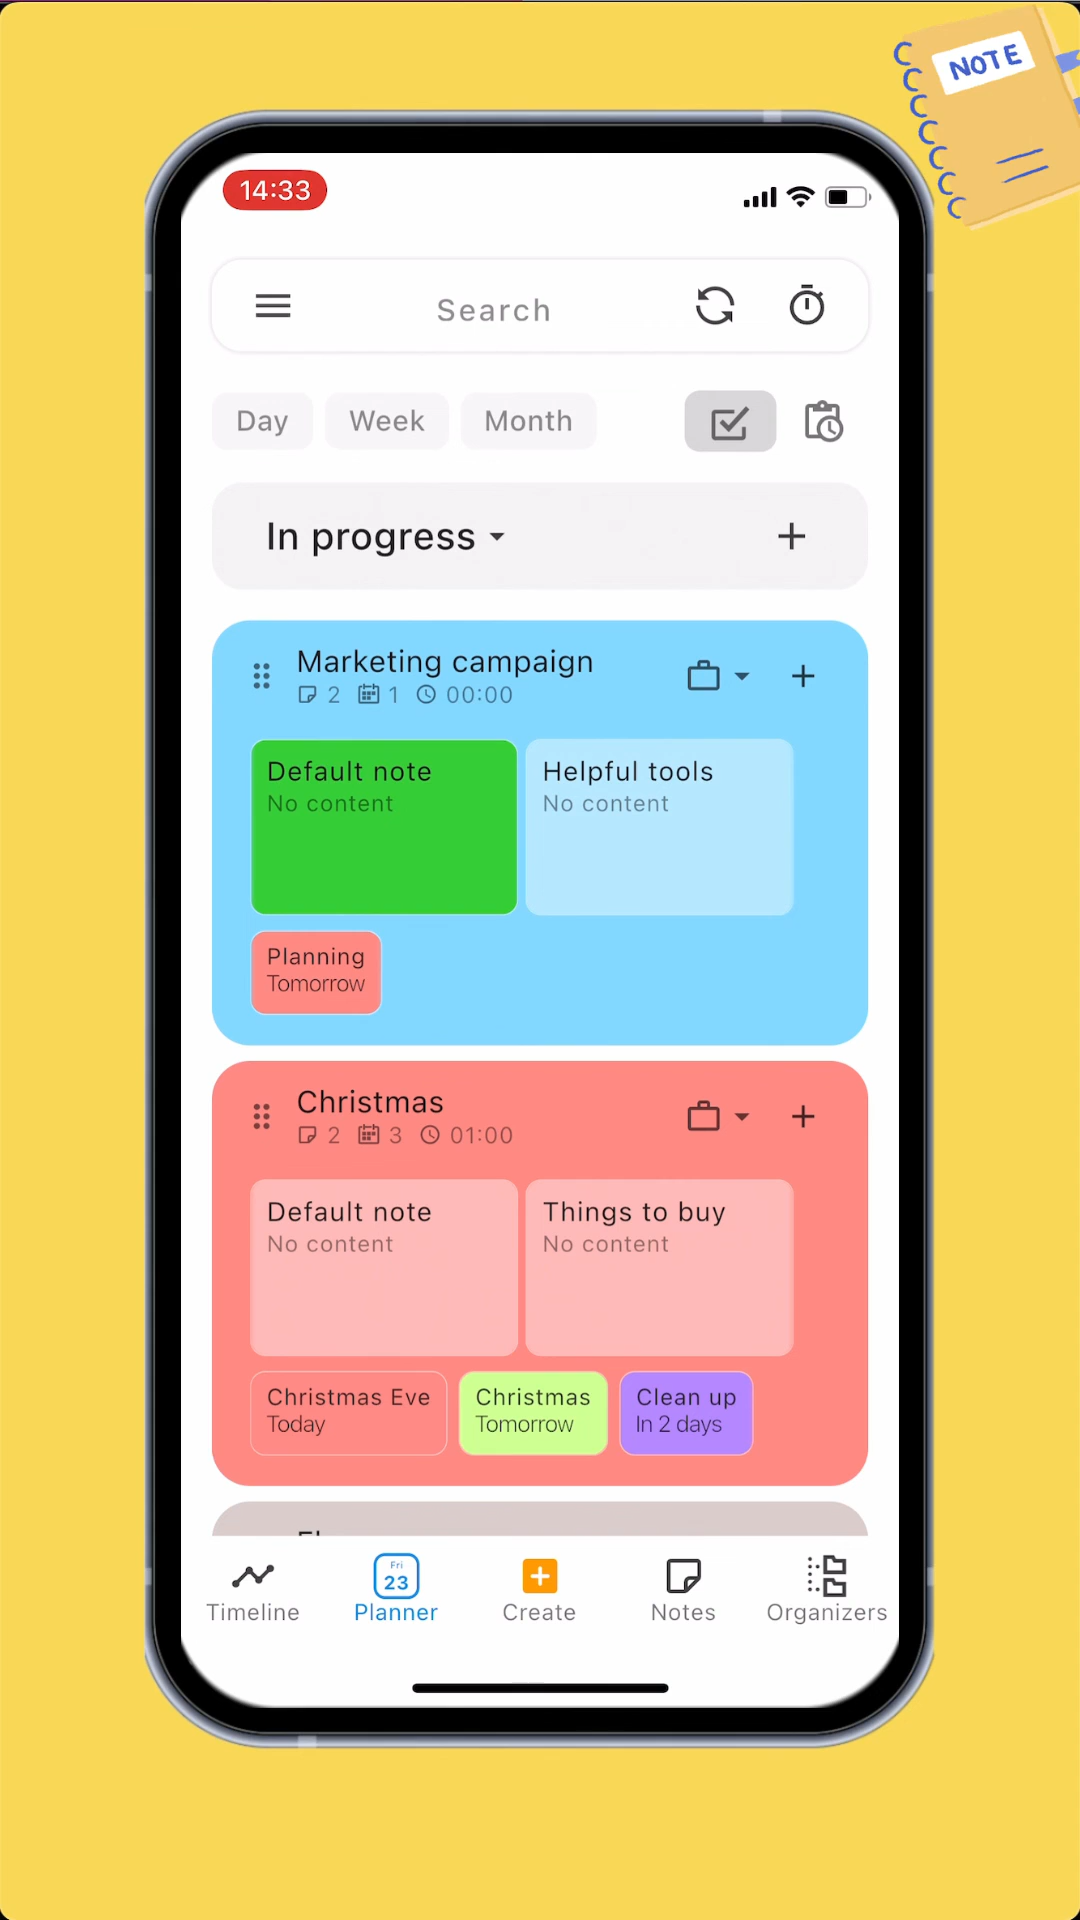 NOTE
14:33
Search
Day Week Month
In progress
Marketing campaign
2 1 00:00
Default note Helpful tools
No content No content
Planning
Tomorrow
Christmas
2 3 01:00
Default note Things to buy
No content No content
Christmas Eve Christmas Clean up
Today Tomorrow In 2 days
Fri
23
Timeline Planner Create Notes Organizers